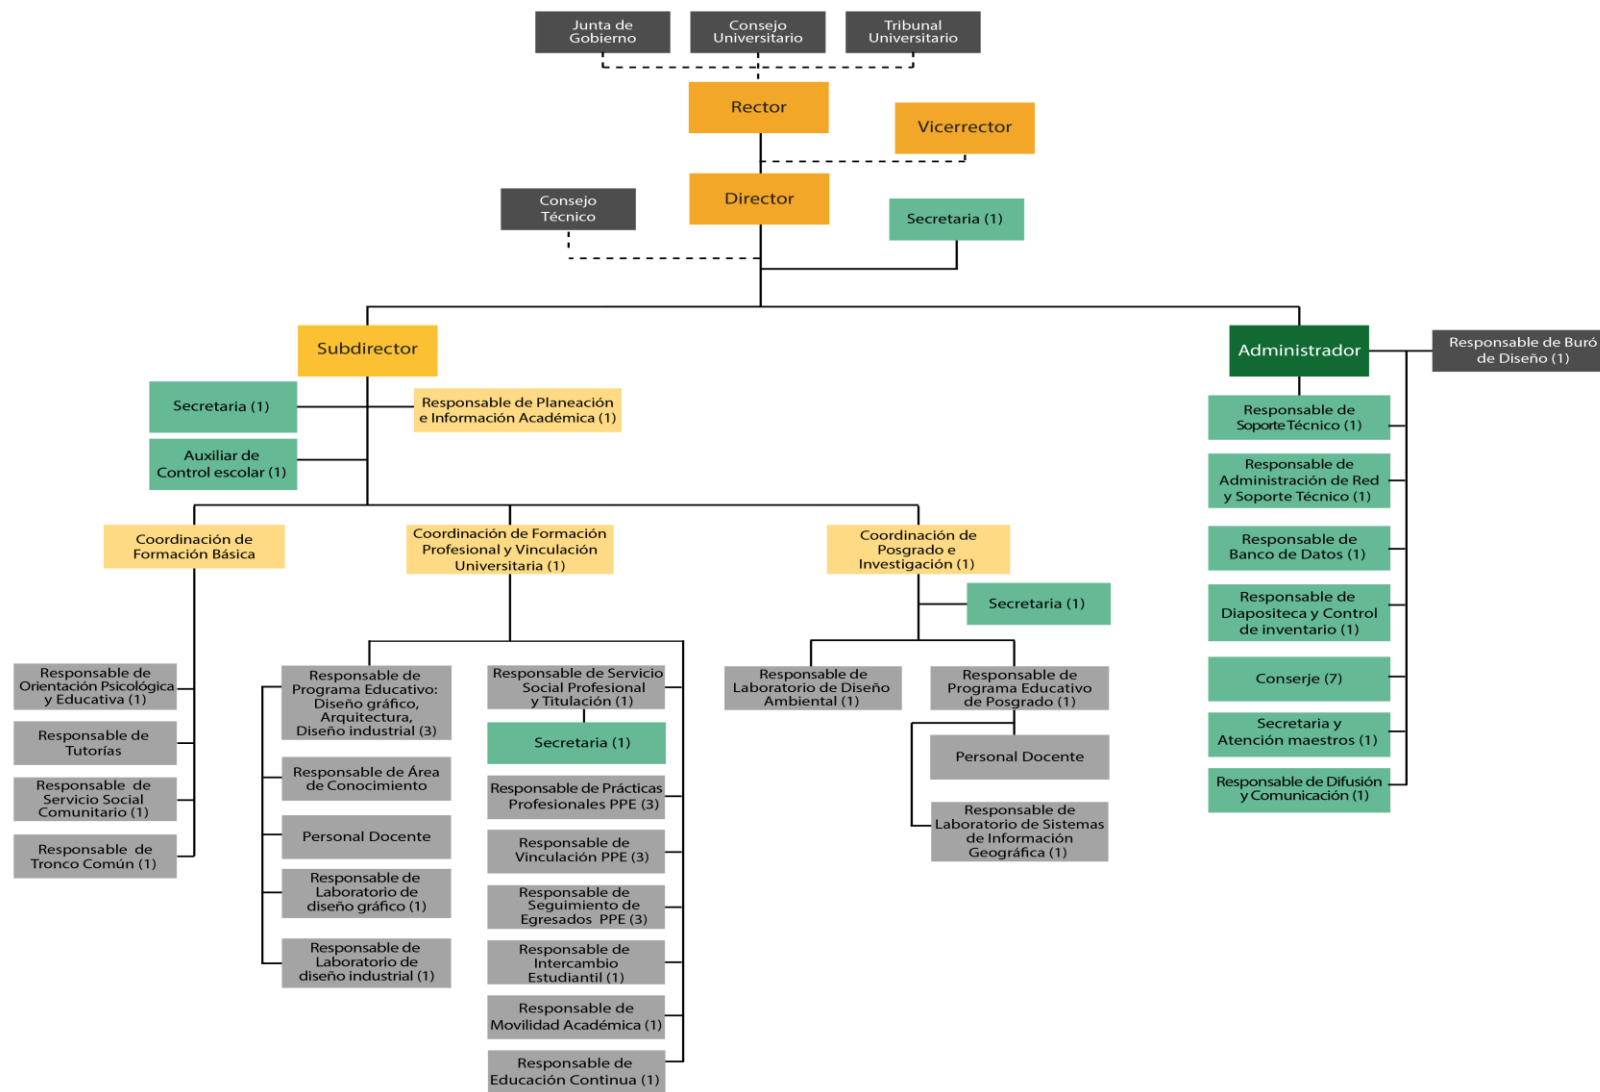 Junta de
Gobierno
Consejo
Universitario
Tribunal
Universitario
Rector
Vicerrector
Director
Consejo
Técnico
Secretaria (1)
Subdirector
Administrador
Responsable de Buró
de Diseño (1)
Secretaria (1)
Responsable de Planeación
e Información Académica (1)
Auxiliar de
Control escolar (1)
Responsable de
Soporte Técnico (1)
Responsable de
Administración de Red
y Soporte Técnico (1)
Responsable de
Banco de Datos (1)
Responsable de
Diapositeca y Control
de inventario (1)
Conserje (7)
Secretaria y
Atención maestros (1)
Responsable de Difusión
y Comunicación (1)
Coordinación de
Formación Básica
Coordinación de Formación
Profesional y Vinculación
Universitaria (1)
Coordinación de
Posgrado e
Investigación (1)
Secretaria (1)
Responsable de
Orientación Psicológica
y Educativa (1)
Responsable de
Tutorías
Responsable de
Servicio Social
Comunitario (1)
Responsable de
Tronco Común (1)
Responsable de
Programa Educativo:
Diseño gráfico,
Arquitectura,
Diseño industrial (3)
Responsable de Área
de Conocimiento
Personal Docente
Responsable de
Laboratorio de
diseño gráfico (1)
Responsable de
Laboratorio de
diseño industrial (1)
Responsable de Servicio
Social Profesional
y Titulación (1)
Secretaria (1)
Responsable de Prácticas
Profesionales PPE (3)
Responsable de
Vinculación PPE (3)
Responsable de
Seguimiento de
Egresados PPE (3)
Responsable de
Intercambio
Estudiantil (1)
Responsable de
Movilidad Académica (1)
Responsable de
Educación Continua (1)
Responsable de
Laboratorio de Diseño
Ambiental (1)
Responsable de
Programa Educativo
de Posgrado (1)
Personal Docente
Responsable de
Laboratorio de Sistemas
de Información
Geográfica (1)